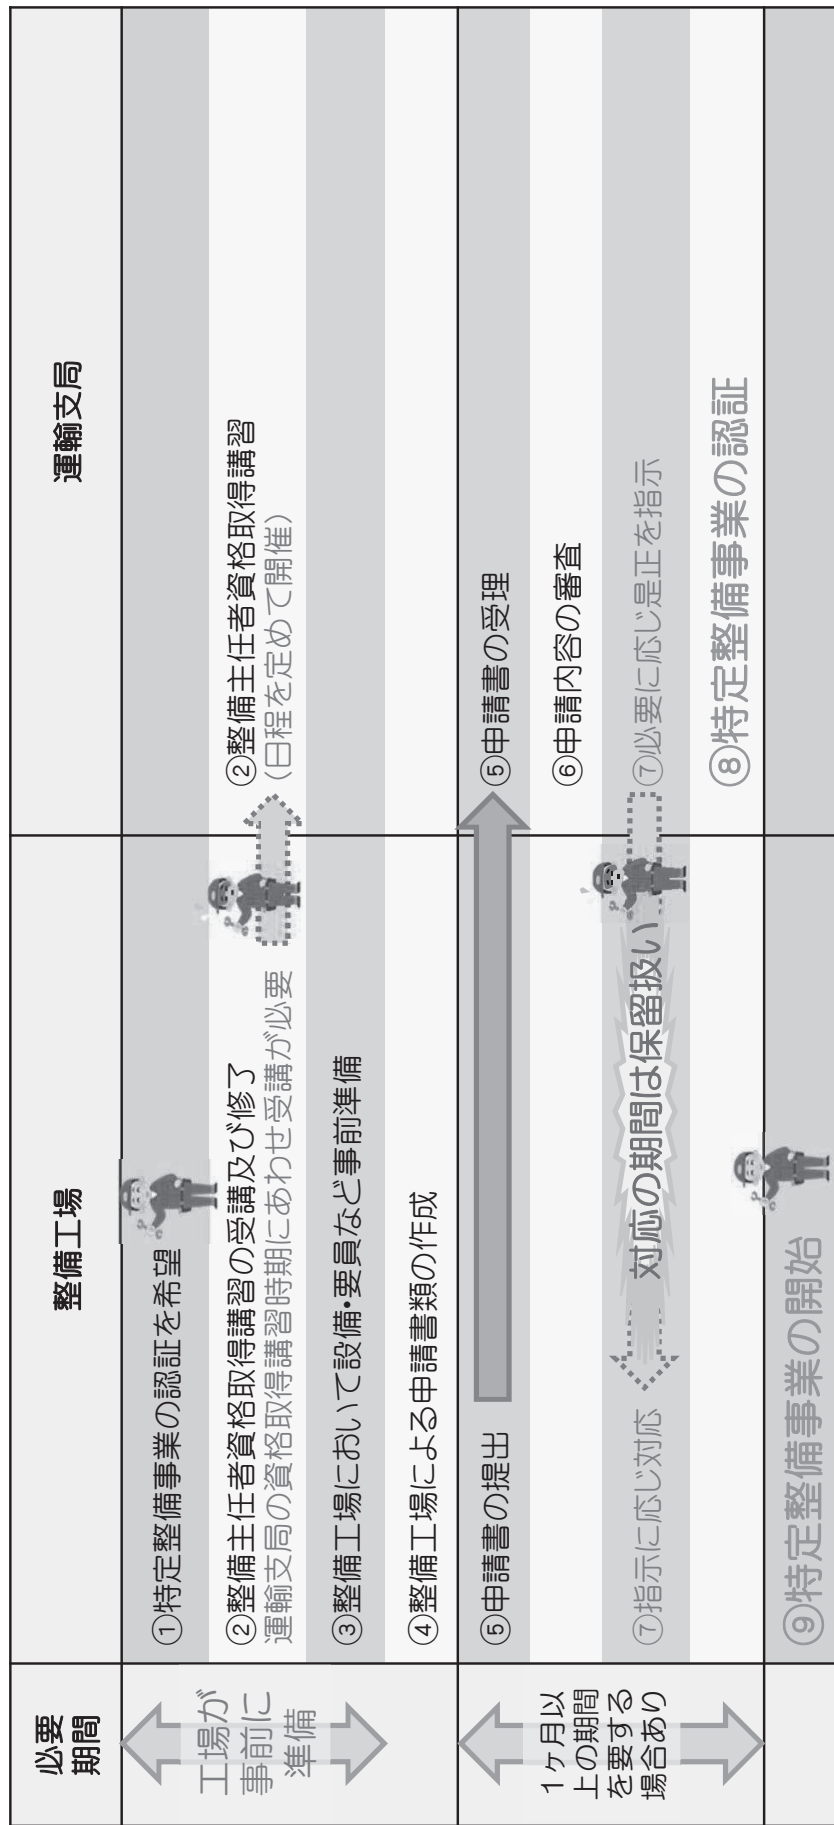 必要
期間
整備工場
運輸支局
工場が
事前に
準備
①特定整備事業の認証を希望
②整備主任者資格取得講習の受講及び修了
運輸支局の資格取得講習時期にあわせ受講が必要
②整備主任者資格取得講習
（日程を定めて開催）
③整備工場において設備・要員など事前準備
④整備工場による申請書類の作成
1ヶ月以
上の期間
を要する
場合あり
⑤申請書の提出
⑤申請書の受理
⑥申請内容の審査
⑦指示に応じ対応
対応の期間は保留扱い
⑦必要に応じ是正を指示
⑧特定整備事業の認証
⑨特定整備事業の開始